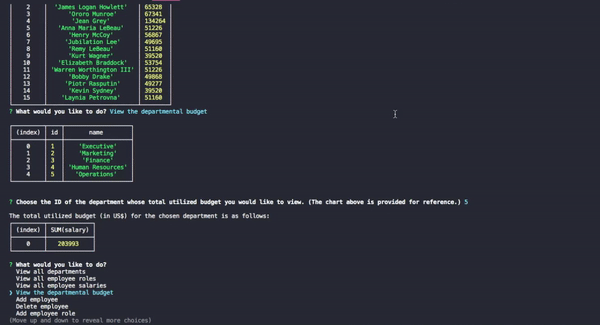 2 'James Logan Howlett' 65328
3 'Ororo Munroe' 67341
4 'Jean Grey' 134264
5 'Anna Maria LeBeau' 51226
6 'Henry McCoy' 56867
7 'Jubilation Lee' 49695
8 'Remy LeBeau' 51160
9 'Kurt Wagner' 39520
10 'Elizabeth Braddock' 53754
11 'Warren Worthington III' 51226
12 'Bobby Drake' 49868
13 'Piotr Rasputin' 49277
14 'Kevin Sydney' 39520
15 'Laynia Petrovna' 51160
? What would you like to do? View the departmental budget
(index) id name
0 1 'Executive'
1 2 'Marketing'
2 3 'Finance'
3 4 'Human Resources'
4 5 'Operations'
? Choose the ID of the department whose total utilized budget you would like to view. (The chart above is provided for reference.) 5
The total utilized budget (in US$) for the chosen department is as follows:
(index) SUM(salary)
0 203993
? What would you like to do?
View all departments
View all employee roles
View all employee salaries
❯ View the departmental budget
Add employee
Delete employee
Add employee role
(Move up and down to reveal more choices)